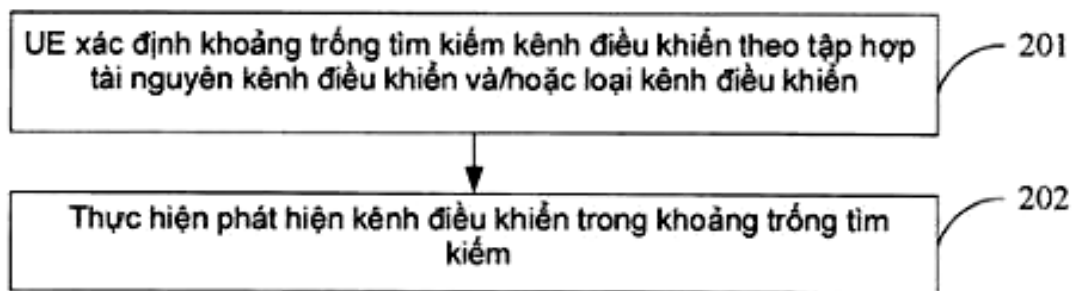 UE xác định khoảng trống tìm kiếm kênh điều khiển theo tập hợp
tài nguyên kênh điều khiển và/hoặc loại kênh điều khiển
201
Thực hiện phát hiện kênh điều khiển trong khoảng trống tìm
kiếm
202